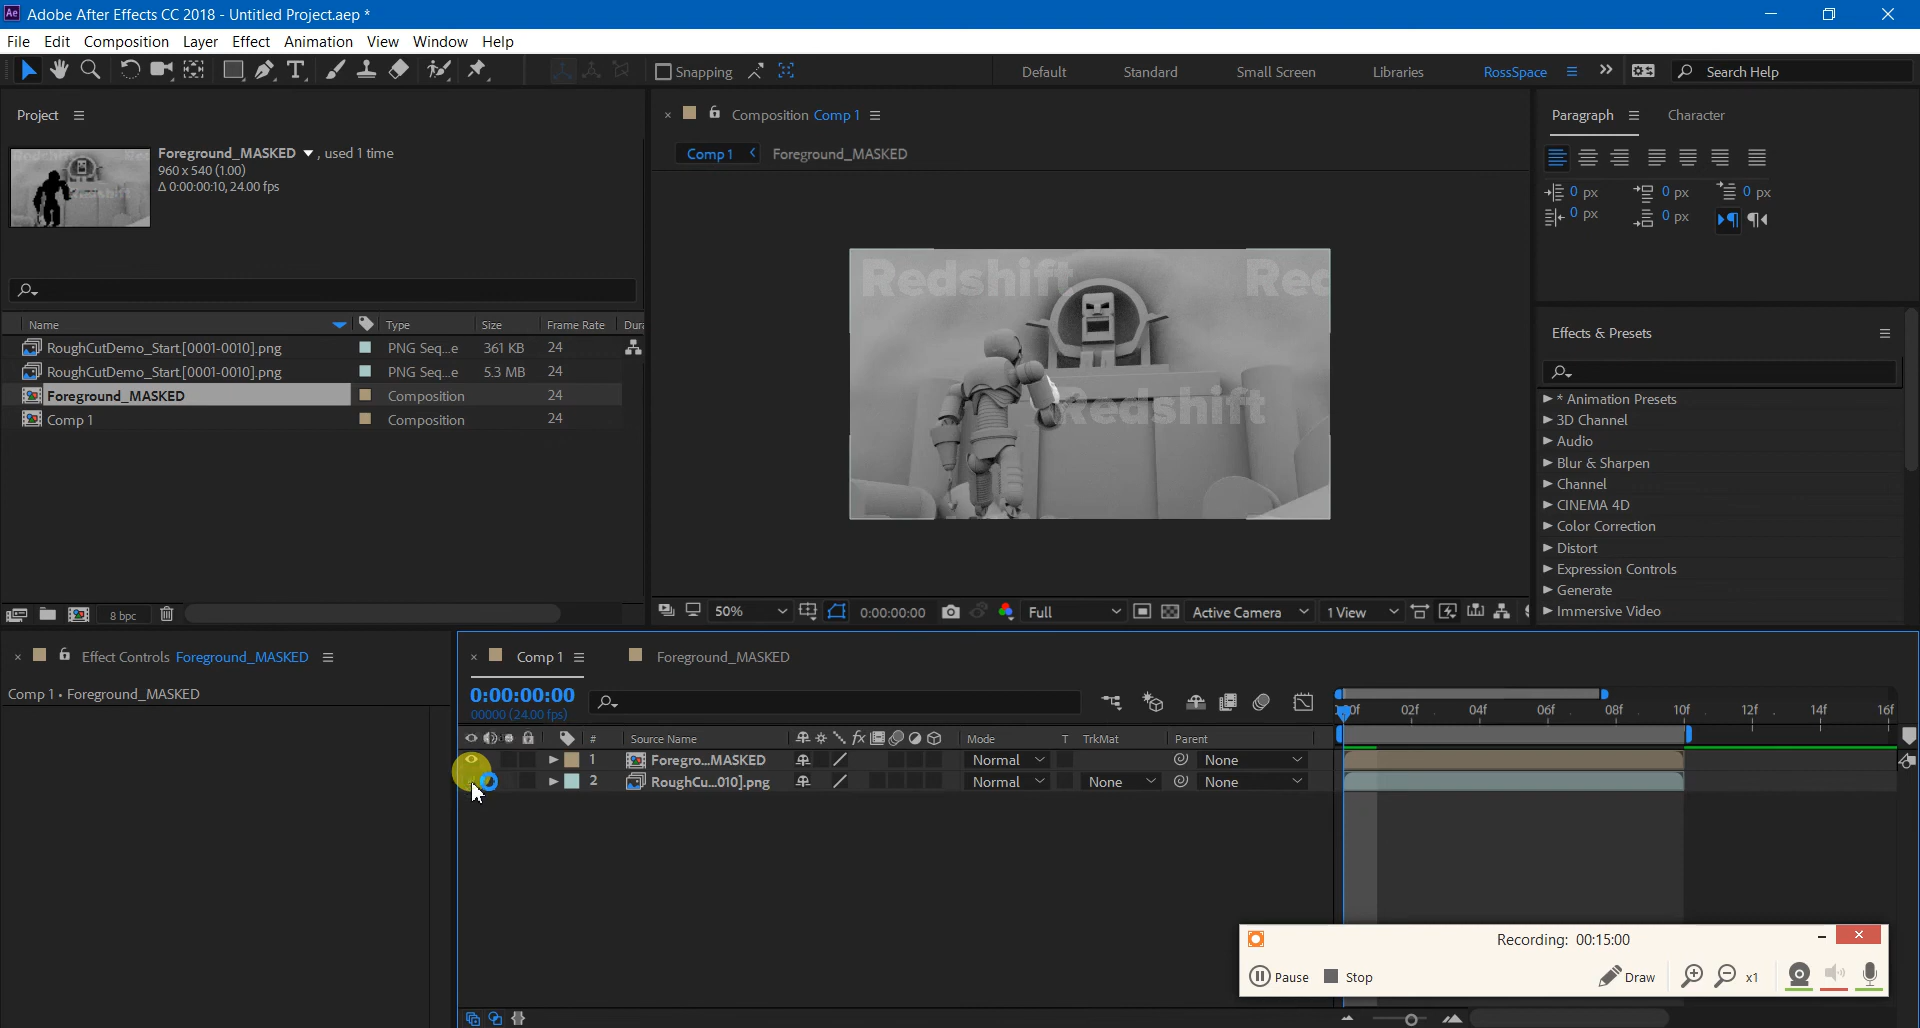 Adobe After Effects CC 2018 - Untitled Project.aep *
File Edit Composition Layer Effect Animation View Window Help
Snapping Default Standard Small Screen Libraries RossSpace Search Help
Project
Foreground_MASKED , used 1 time
960 x 540 (1.00)
Δ 0:00:00:10, 24.00 fps
Name Type Size Frame Rate Dura
RoughCutDemo_Start.[0001-0010].png PNG Seq...e 361 KB 24
RoughCutDemo_Start.[0001-0010].png PNG Seq...e 5.3 MB 24
Foreground_MASKED Composition 24
Comp 1 Composition 24
8 bpc
Composition Comp 1
Comp 1 Foreground_MASKED
Redshift Red
Redshift
50% 0:00:00:00 Full Active Camera 1 View
Paragraph Character
0 px 0 px 0 px
0 px 0 px
Effects & Presets
* Animation Presets
3D Channel
Audio
Blur & Sharpen
Channel
CINEMA 4D
Color Correction
Distort
Expression Controls
Generate
Immersive Video
Effect Controls Foreground_MASKED
Comp 1 • Foreground_MASKED
Comp 1 Foreground_MASKED
0:00:00:00
00000 (24.00 fps)
02f 04f 06f 08f 10f 12f 14f 16f
# Source Name fx Mode T TrkMat Parent
1 Foregro...MASKED Normal None
2 RoughCu...010].png Normal None None
Recording: 00:15:00
Pause Stop Draw x1